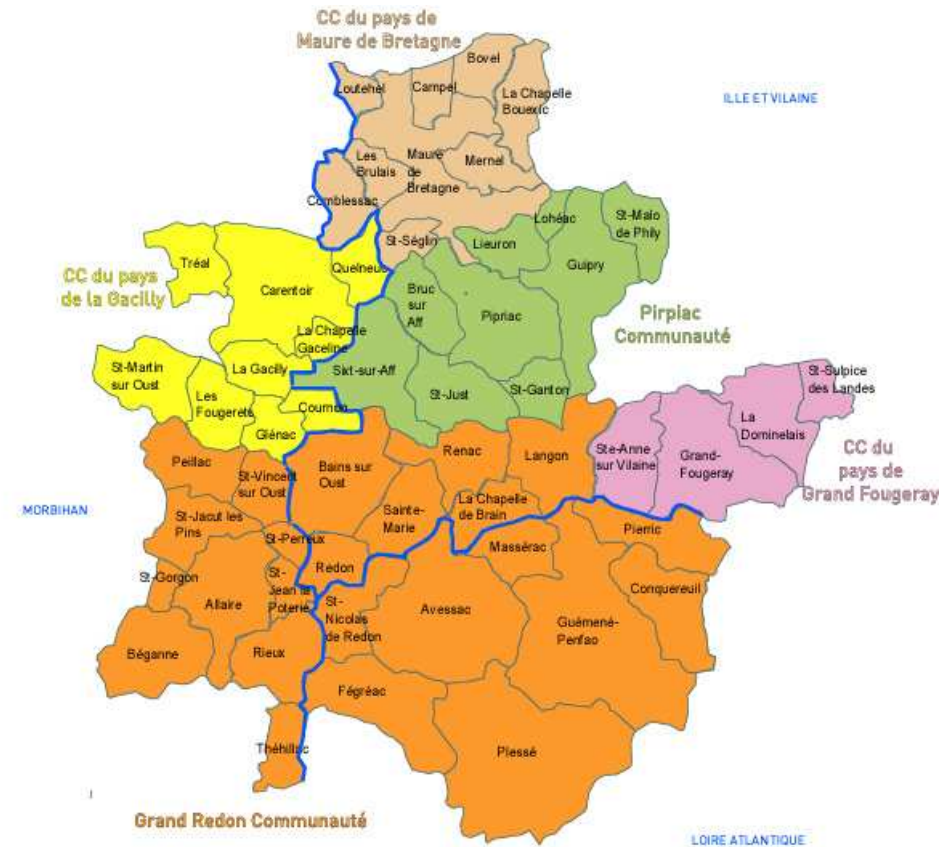 CC du pays de
Maure de Bretagne
Bovel
Loutehel
Campel
La Chapelle
Bouexic
ILLE ET VILAINE
Les
Brulais
Maure
de
Bretagne
Mernel
Comblessac
Lohéac
St-Malo
de Phily
St-Séglin
Lieuron
Guipry
Tréal
Quelneuc
CC du pays
de la Gacilly
Carentoir
Bruc
sur
Aff
Pipriac
Pirpiac
Communauté
La Chapelle
Gaceline
St-Martin
sur Oust
La Gacilly
Sixt-sur-Aff
St-Sulpice
des Landes
Les
Fougerêts
St-Just
St-Ganton
Cournon
Glénac
La
Dominelais
Ste-Anne
sur Vilaine
Grand-
Fougeray
CC du
pays de
Grand Fougeray
Peillac
St-Vincent
sur Oust
Bains sur
Oust
Renac
Langon
MORBIHAN
St-Jacut les
Pins
Sainte-
Marie
La Chapelle
de Brain
Pierric
St-Perreux
Redon
Massérac
St-Gorgon
Allaire
St-
Jean la
Poterie
St-
Nicolas
de Redon
Avessac
Conquereuil
Guémené-
Penfao
Béganne
Rieux
Fégréac
Théhillac
Plessé
Grand Redon Communauté
LOIRE ATLANTIQUE